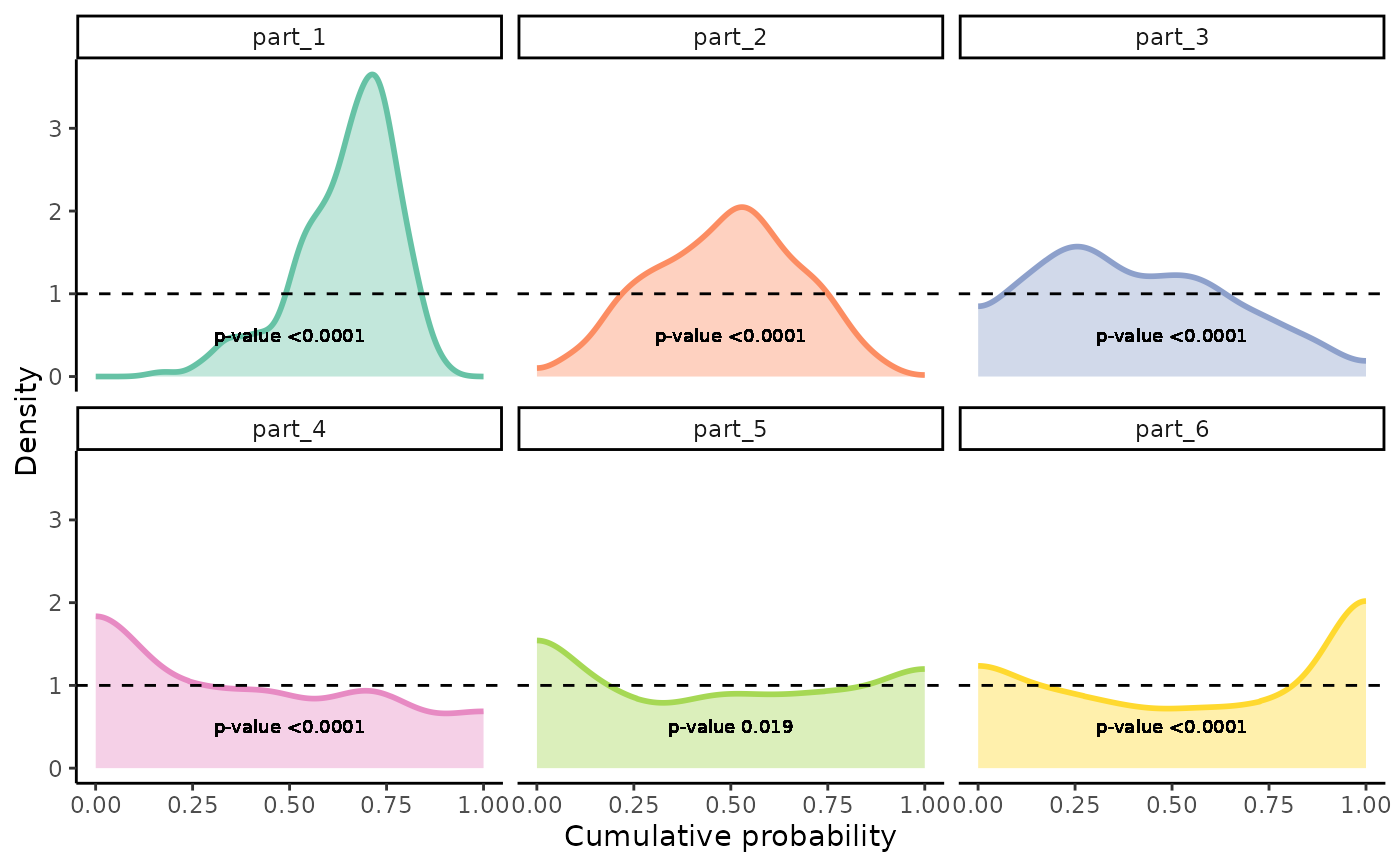 part_1 part_2 part_3
3
2
1
0
p-value <0.0001 p-value <0.0001 p-value <0.0001
Density
part_4 part_5 part_6
3
2
1
0
p-value <0.0001 p-value 0.019 p-value <0.0001
0.00 0.25 0.50 0.75 1.00 0.00 0.25 0.50 0.75 1.00 0.00 0.25 0.50 0.75 1.00
Cumulative probability